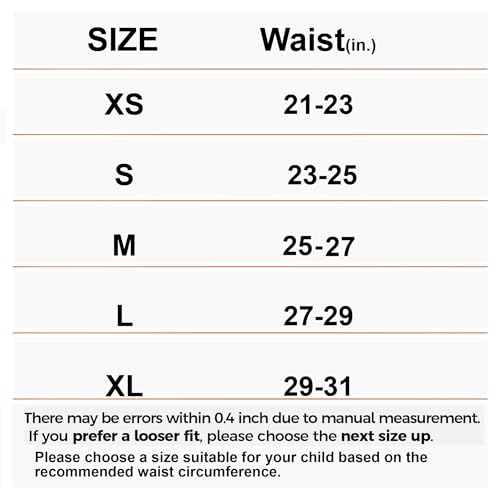 SIZE Waist(in.)
XS 21-23
S 23-25
M 25-27
L 27-29
XL 29-31
There may be errors within 0.4 inch due to manual measurement.
If you prefer a looser fit, please choose the next size up.
Please choose a size suitable for your child based on the
recommended waist circumference.